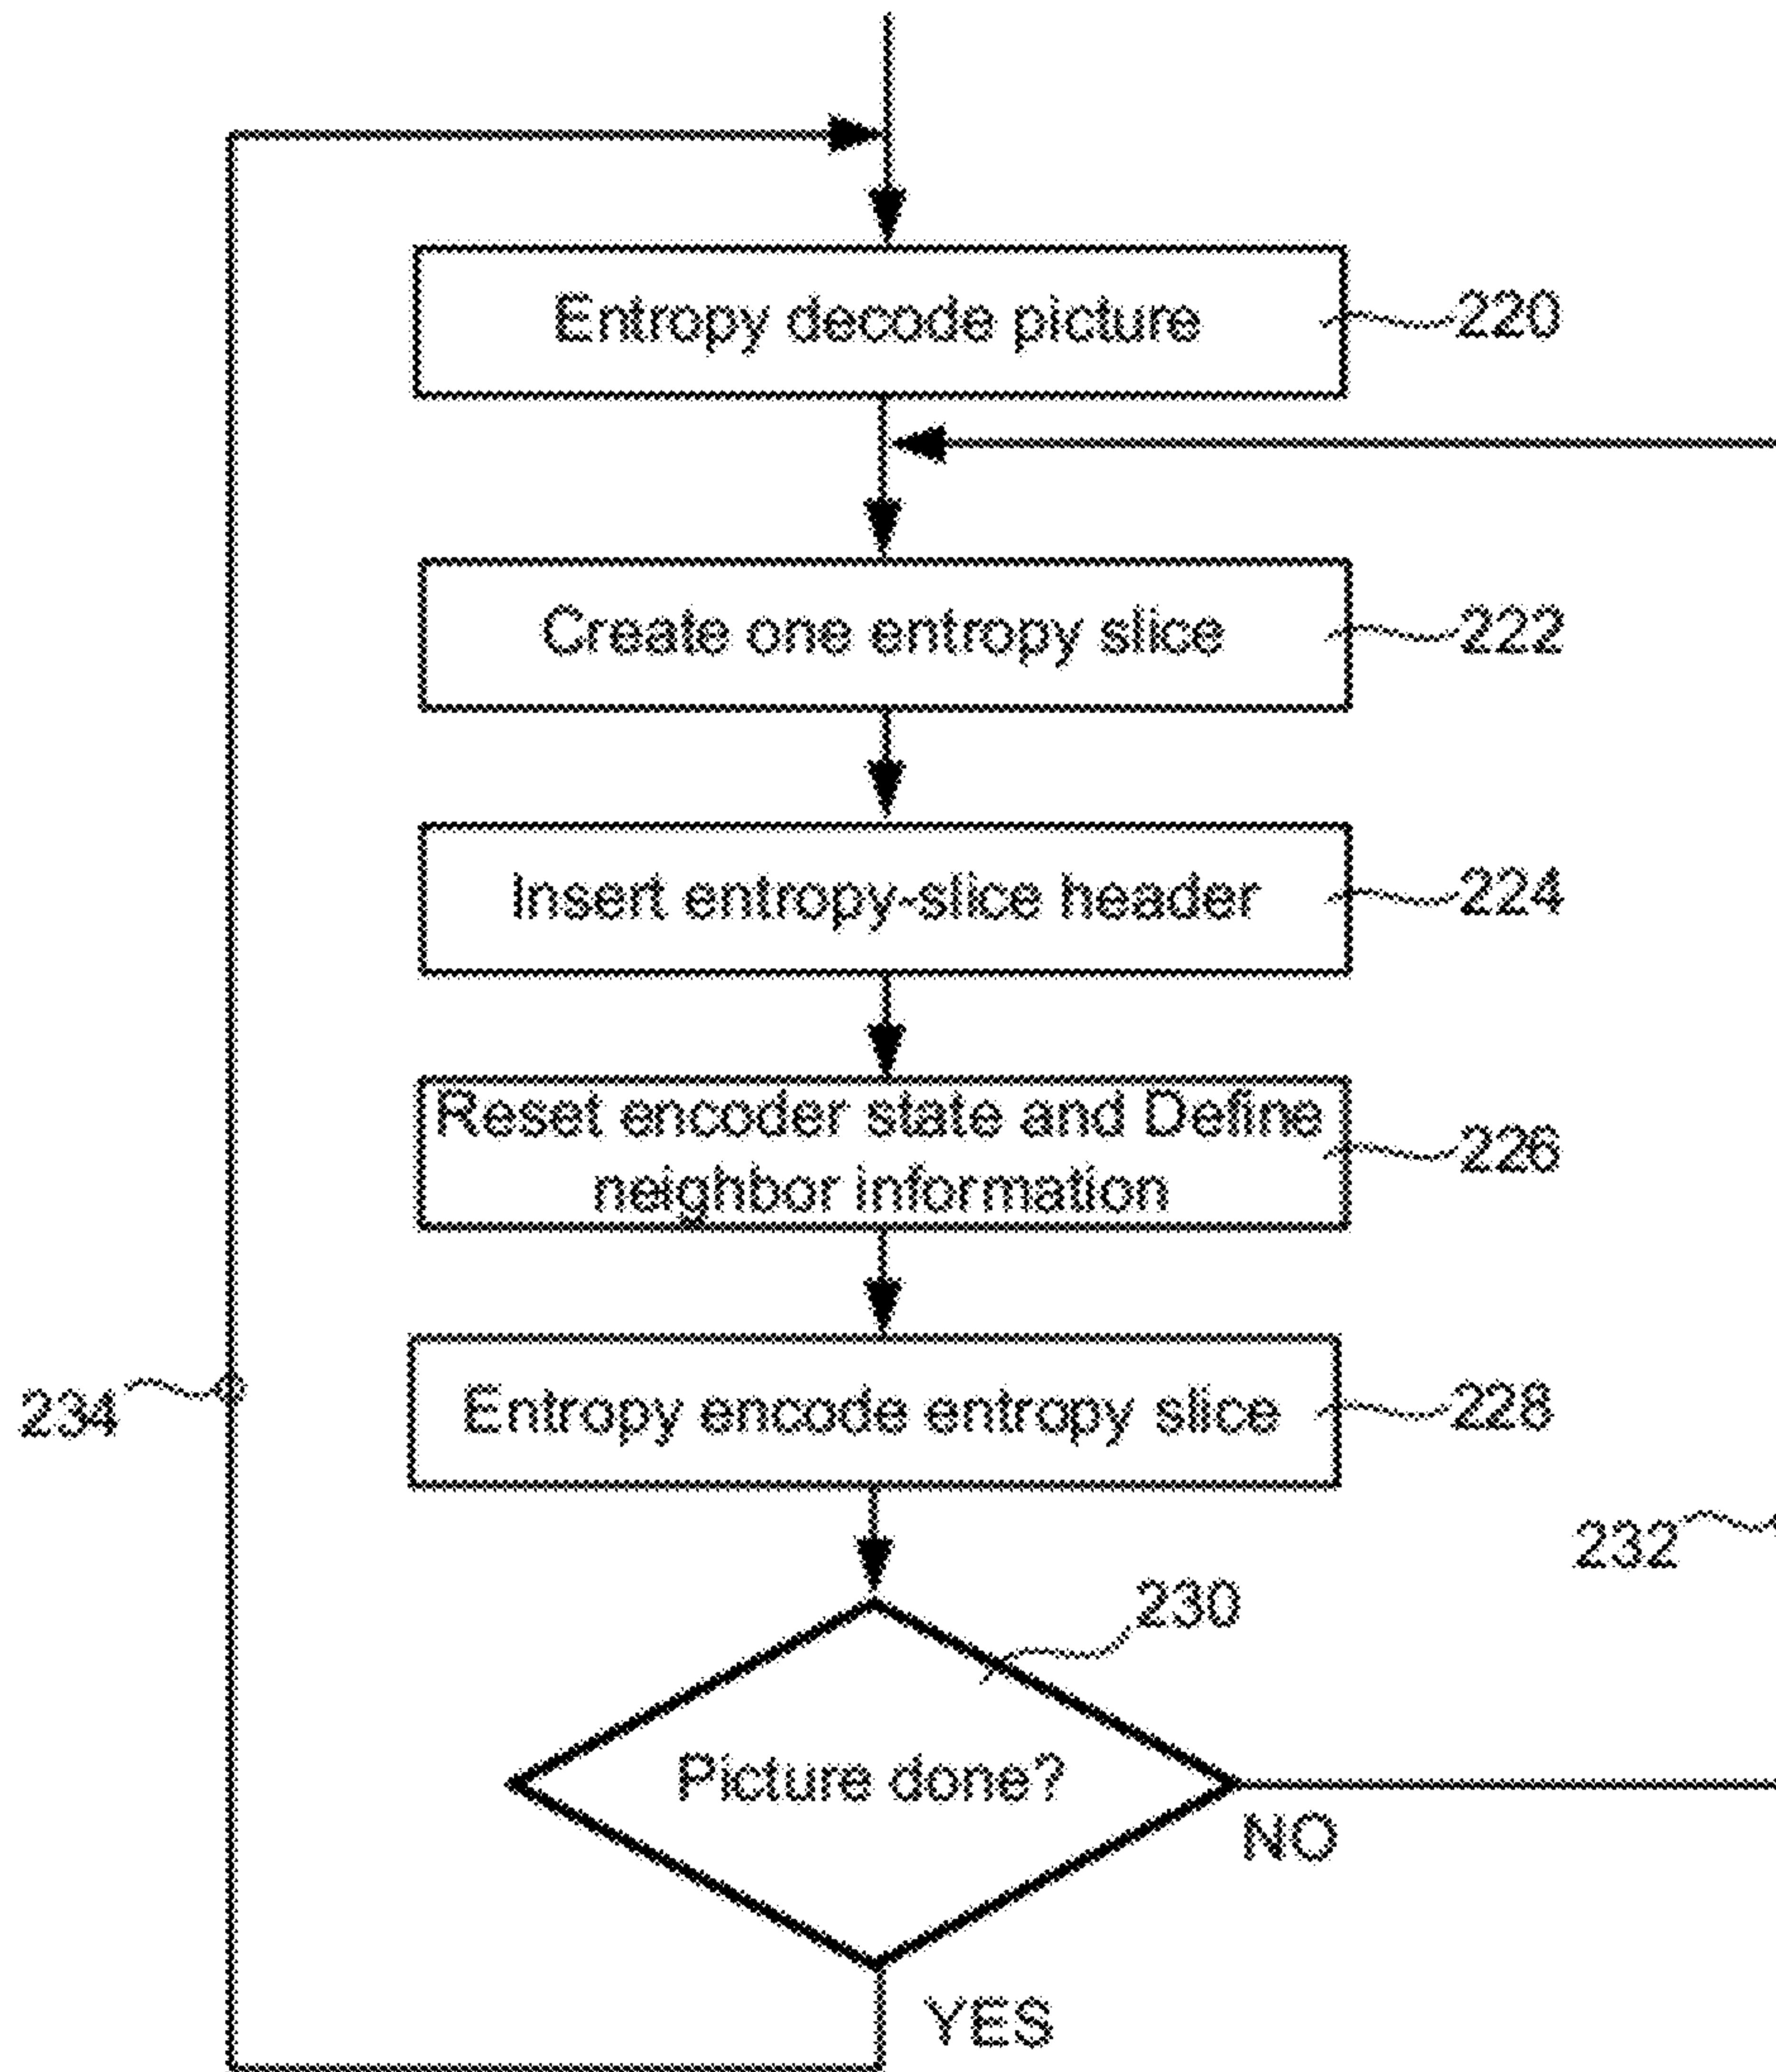 Entropy decode picture
220
Create one entropy slice
222
Insert entropy-slice header
224
Reset encoder state and Define
neighbor information
226
Entropy encode entropy slice
228
234
232
230
Picture done?
NO
YES